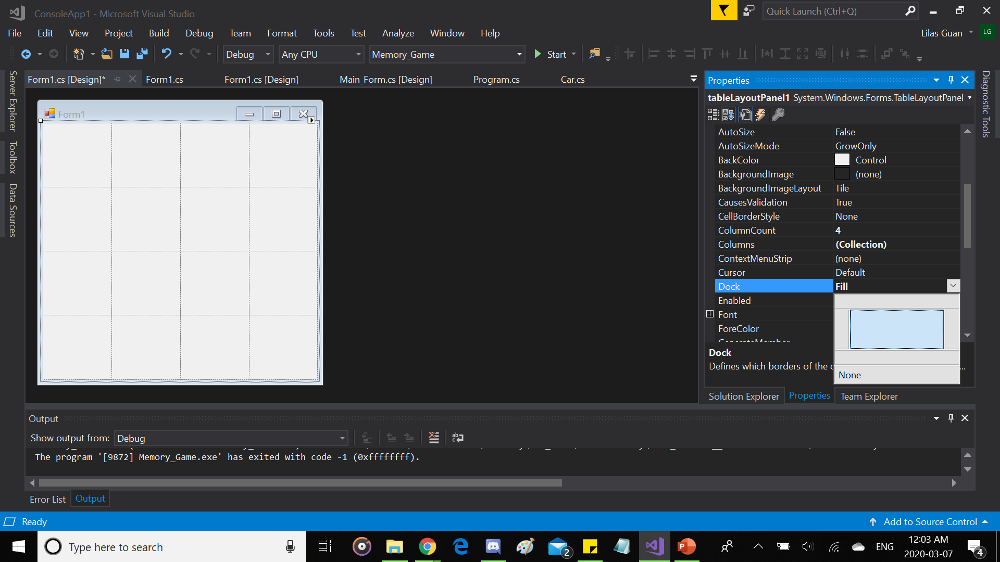 ConsoleApp1 - Microsoft Visual Studio
Quick Launch (Ctrl+Q)
File Edit View Project Build Debug Team Format Tools Test Analyze Window Help
Lilas Guan LG
Debug Any CPU Memory_Game Start
Form1.cs [Design]* Form1.cs Form1.cs [Design] Main_Form.cs [Design] Program.cs Car.cs
Server Explorer
Toolbox
Data Sources
Form1
Properties
tableLayoutPanel1 System.Windows.Forms.TableLayoutPanel
AutoSize False
AutoSizeMode GrowOnly
BackColor Control
BackgroundImage (none)
BackgroundImageLayout Tile
CausesValidation True
CellBorderStyle None
ColumnCount 4
Columns (Collection)
ContextMenuStrip (none)
Cursor Default
Dock Fill
Enabled
Font
ForeColor
None
Dock
Defines which borders of the c ...
Solution Explorer Properties Team Explorer
Diagnostic Tools
Output
Show output from: Debug
The program '[9872] Memory_Game.exe' has exited with code -1 (0xffffffff).
Error List Output
Ready
Add to Source Control
Type here to search
2
ENG
12:03 AM
2020-03-07
4